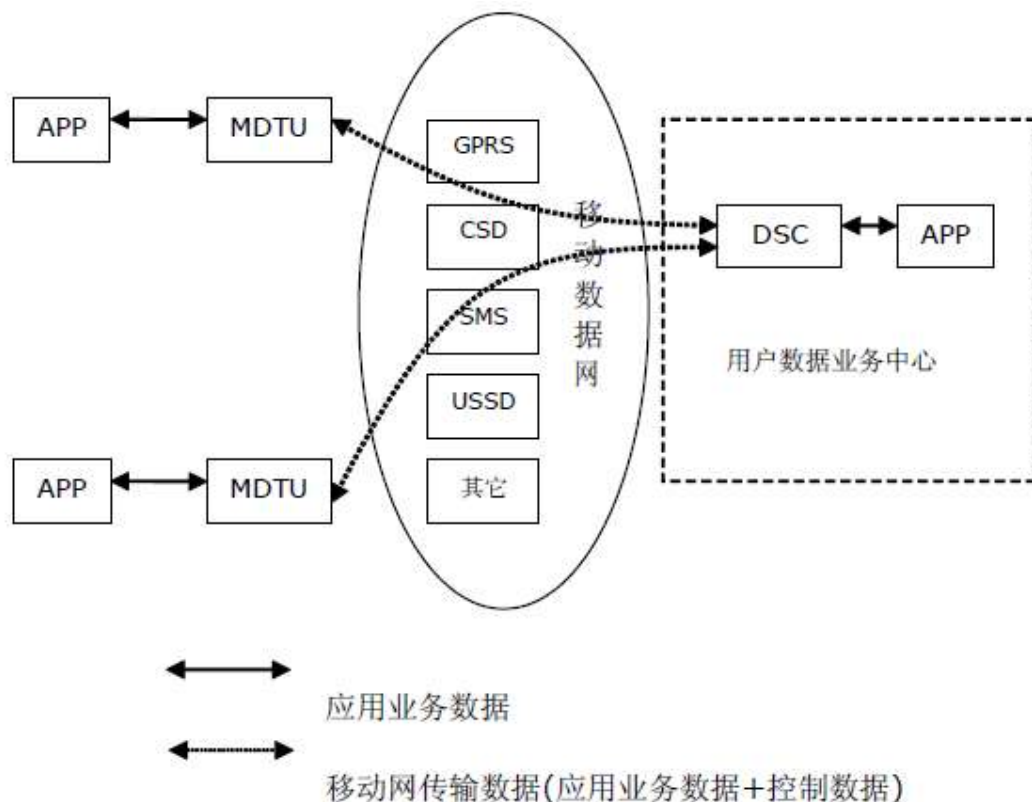 APP
MDTU
GPRS
CSD
SMS
USSD
其它
移动数据网
DSC
APP
用户数据业务中心
APP
MDTU
应用业务数据
移动网传输数据(应用业务数据+控制数据)